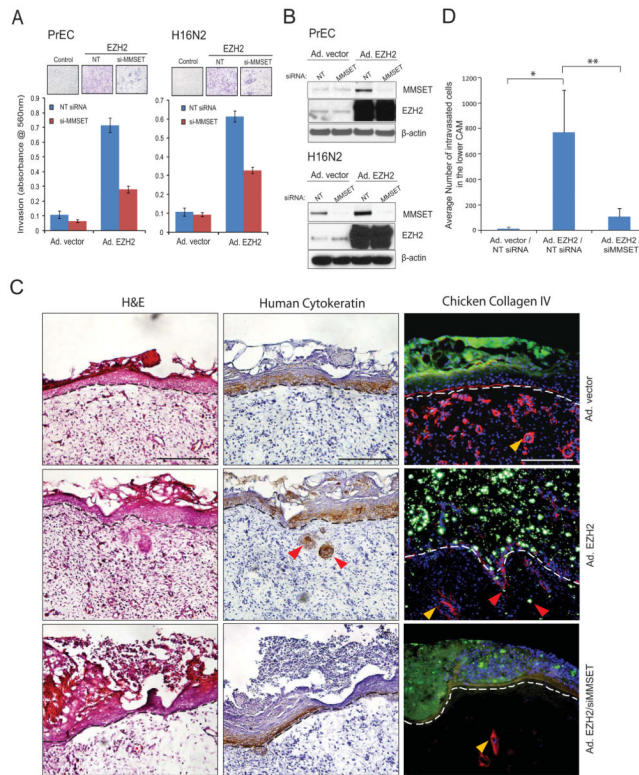 A
PrEC
EZH2
Control
NT
si-MMSET
H16N2
EZH2
Control
NT
si-MMSET
Invasion (absorbance @ 560nm)
0.9
0.8
0.7
0.6
0.5
0.4
0.3
0.2
0.1
0
NT siRNA
si-MMSET
Ad. vector
Ad. EZH2
0.7
0.6
0.5
0.4
0.3
0.2
0.1
0
NT siRNA
si-MMSET
Ad. vector
Ad. EZH2
B
PrEC
Ad. vector
Ad. EZH2
siRNA:
NT
MMSET
NT
MMSET
MMSET
EZH2
β-actin
H16N2
Ad. vector
Ad. EZH2
siRNA:
NT
MMSET
NT
MMSET
MMSET
EZH2
β-actin
D
Average Number of intravasated cells
in the lower CAM
1200
1000
800
600
400
200
0
*
**
Ad. vector /
NT siRNA
Ad. EZH2 /
NT siRNA
Ad. EZH2 /
siMMSET
C
H&E
Human Cytokeratin
Chicken Collagen IV
Ad. vector
Ad. EZH2
Ad. EZH2/siMMSET